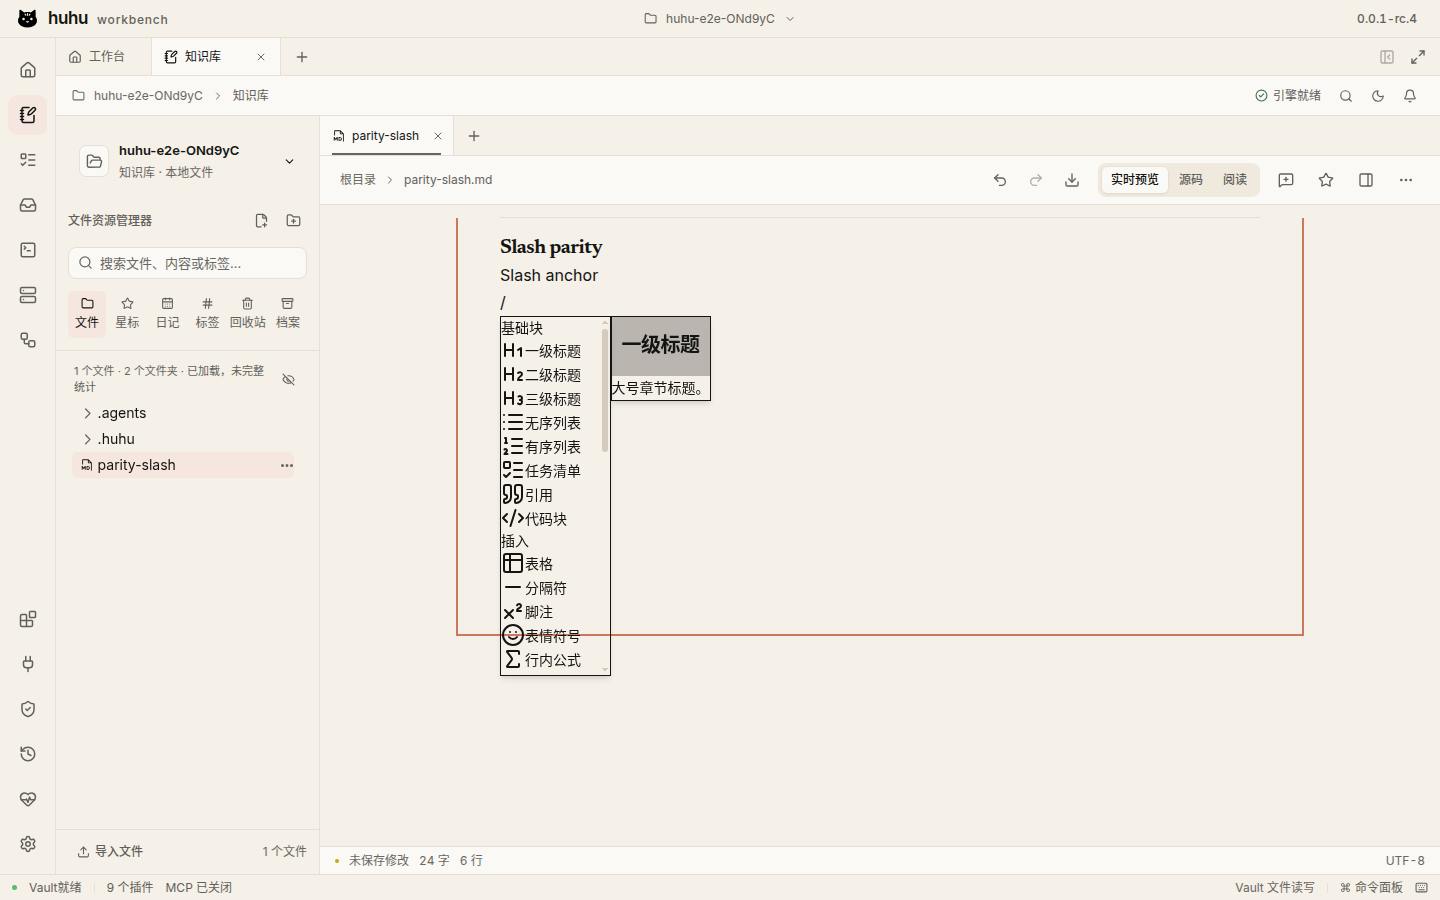 huhu workbench
huhu-e2e-ONd9yC
0.0.1-rc.4
工作台
知识库
huhu-e2e-ONd9yC > 知识库
引擎就绪
huhu-e2e-ONd9yC
知识库 · 本地文件
文件资源管理器
搜索文件、内容或标签...
文件 星标 日记 标签 回收站 档案
1 个文件 · 2 个文件夹 · 已加载，未完整
统计
.agents
.huhu
parity-slash
导入文件
1 个文件
parity-slash
根目录 > parity-slash.md
实时预览 源码 阅读
Slash parity
Slash anchor
/
基础块
一级标题
二级标题
三级标题
无序列表
有序列表
任务清单
引用
代码块
插入
表格
分隔符
脚注
表情符号
行内公式
一级标题
大号章节标题。
未保存修改 24 字 6 行
UTF-8
Vault就绪
9 个插件 MCP 已关闭
Vault 文件读写
⌘ 命令面板